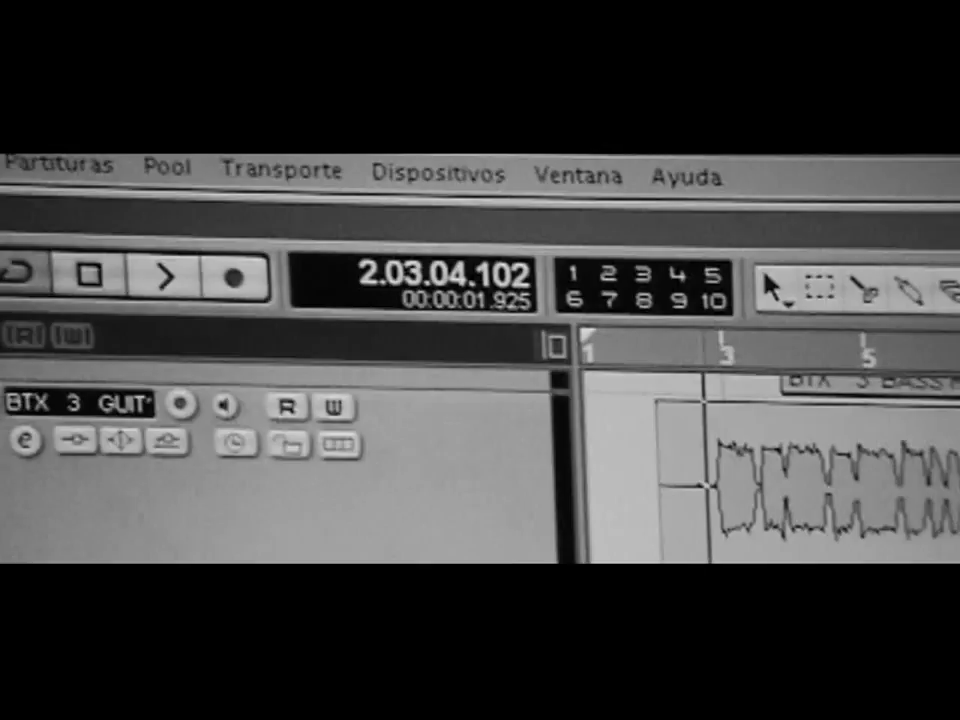 Partituras Pool Transporte Dispositivos Ventana Ayuda
2.03.04.102
00:00:01.925
1 2 3 4 5
6 7 8 9 10
[R] [W]
1 3 5
BTX 3 BASS
BTX 3 GUIT
R W
e